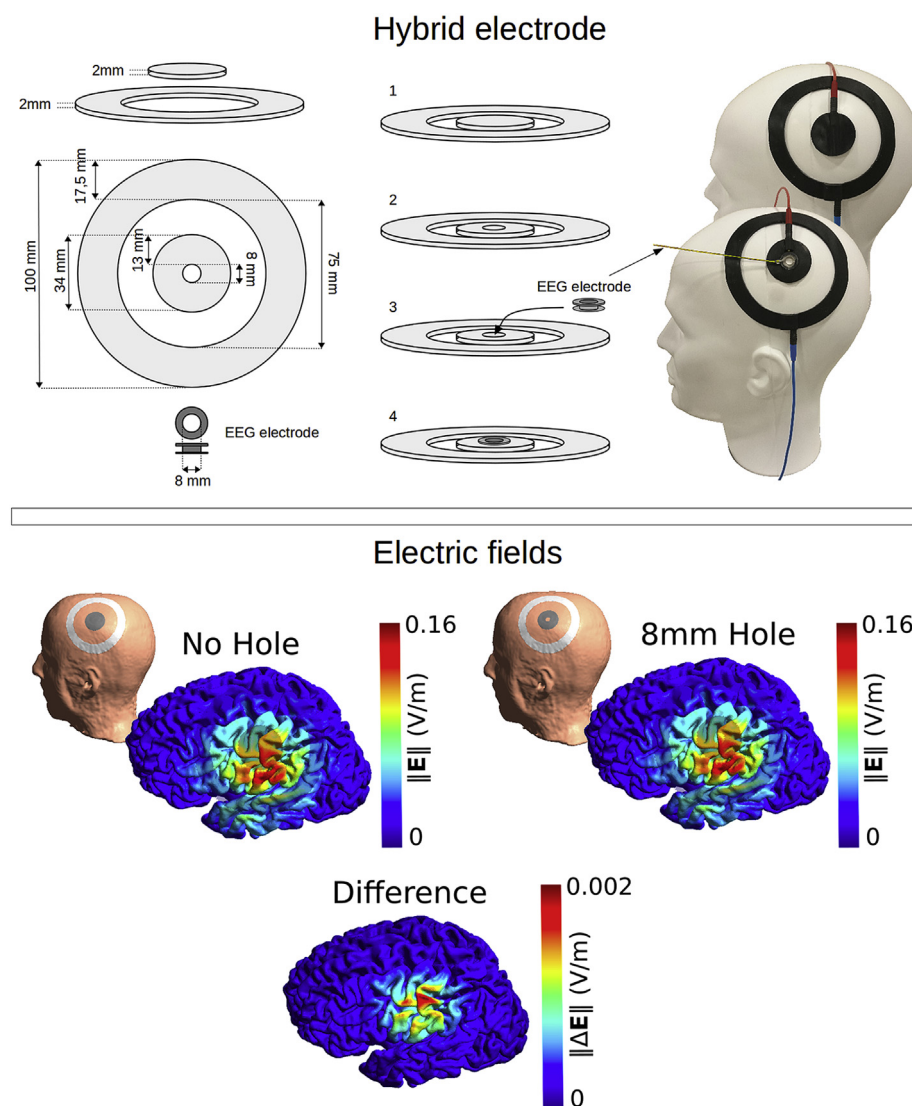 Hybrid electrode
2mm
2mm
17,5 mm
100 mm
34 mm
13 mm
8 mm
75 mm
EEG electrode
8 mm
1
2
EEG electrode
3
4
Electric fields
No Hole
0.16
‖E‖ (V/m)
0
8mm Hole
0.16
‖E‖ (V/m)
0
Difference
0.002
‖ΔE‖ (V/m)
0